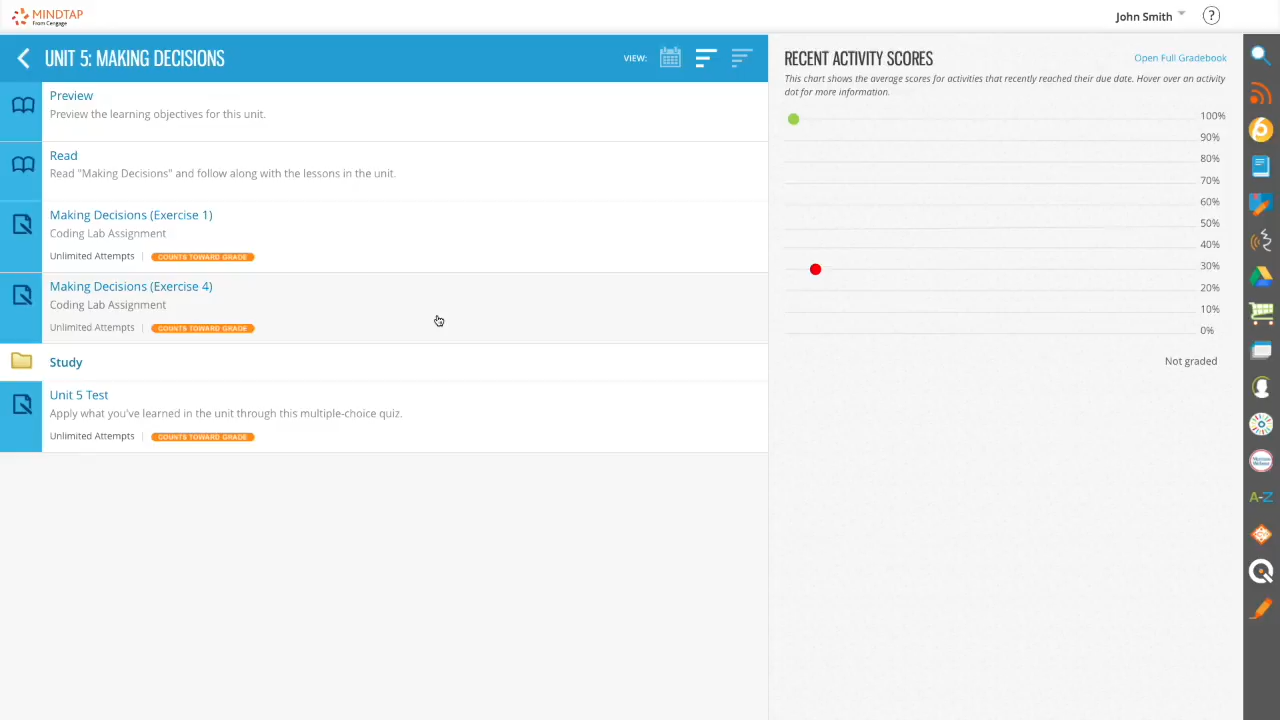 MINDTAP
From Cengage
John Smith
?
UNIT 5: MAKING DECISIONS
VIEW:
Preview
Preview the learning objectives for this unit.
Read
Read "Making Decisions" and follow along with the lessons in the unit.
Making Decisions (Exercise 1)
Coding Lab Assignment
Unlimited Attempts | COUNTS TOWARD GRADE
Making Decisions (Exercise 4)
Coding Lab Assignment
Unlimited Attempts | COUNTS TOWARD GRADE
Study
Unit 5 Test
Apply what you've learned in the unit through this multiple-choice quiz.
Unlimited Attempts | COUNTS TOWARD GRADE
RECENT ACTIVITY SCORES
Open Full Gradebook
This chart shows the average scores for activities that recently reached their due date. Hover over an activity
dot for more information.
100%
90%
80%
70%
60%
50%
40%
30%
20%
10%
0%
Not graded
A-Z